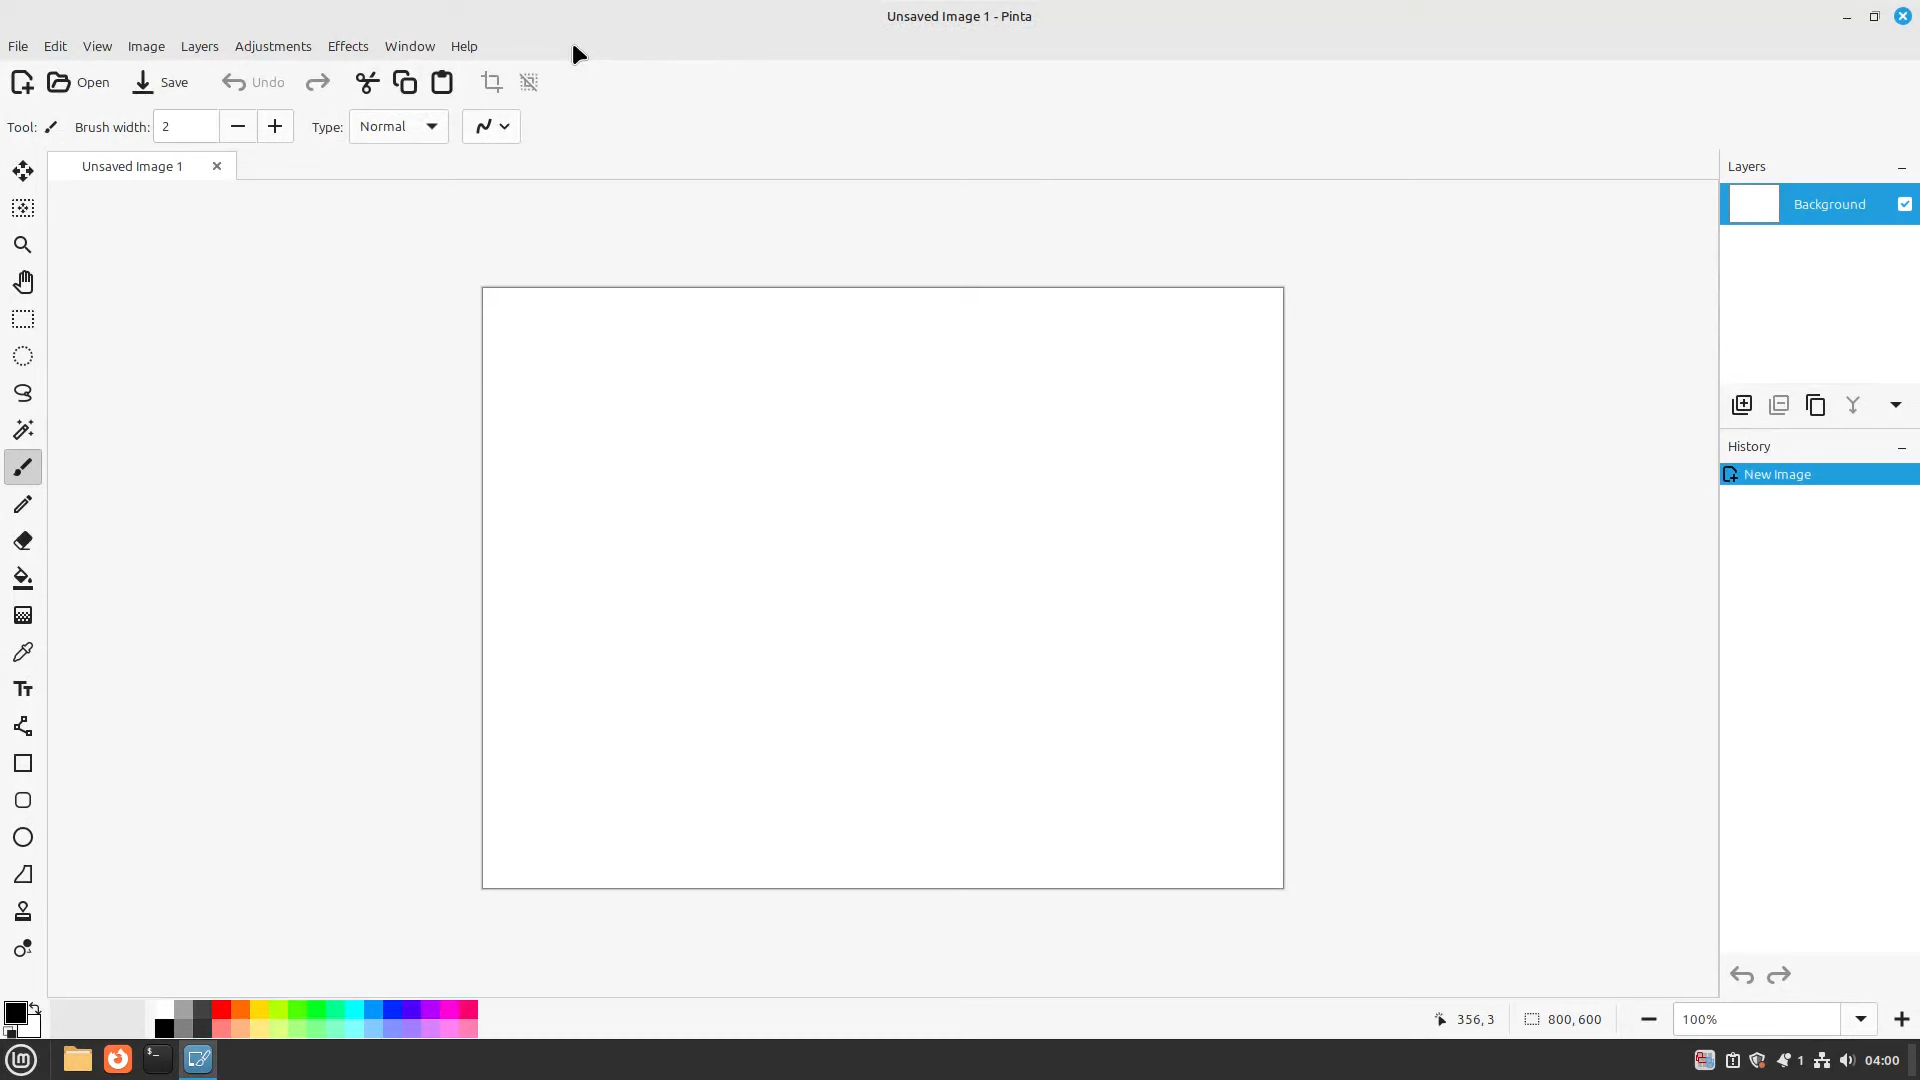 Unsaved Image 1 - Pinta
File Edit View Image Layers Adjustments Effects Window Help
Open Save Undo
Tool: Brush width: 2 Type: Normal
Unsaved Image 1
Layers
Background
History
New Image
356, 3 800, 600 100%
1 04:00